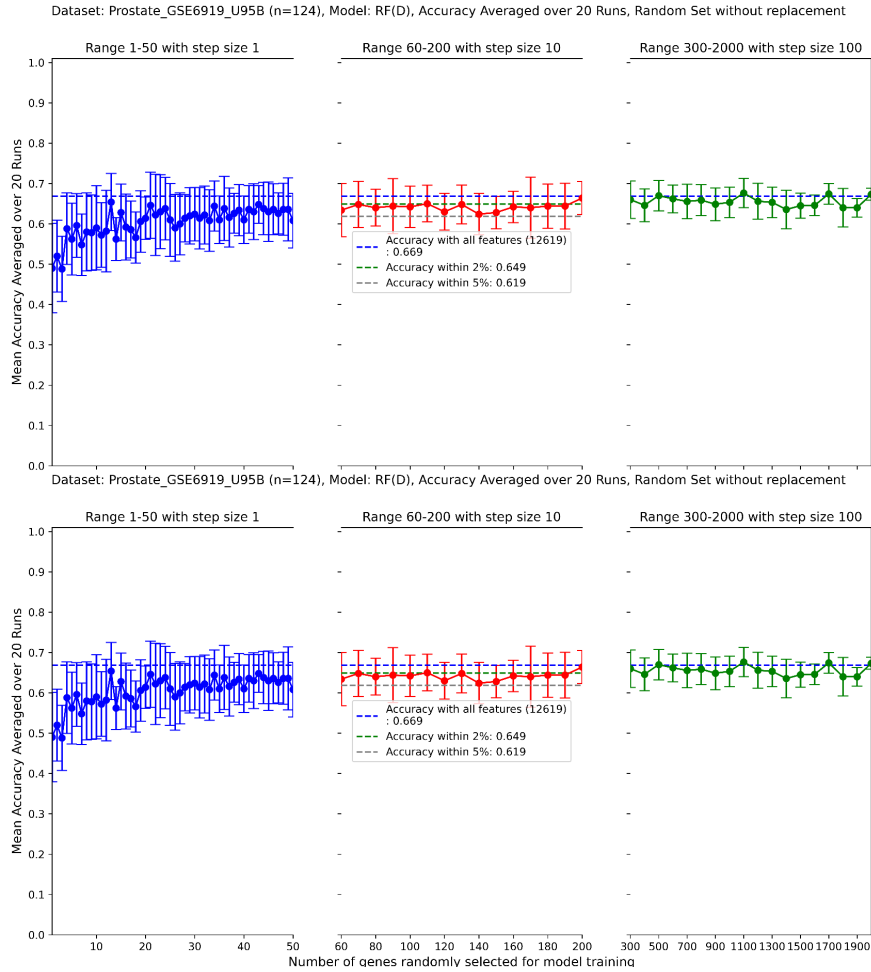 Dataset: Prostate_GSE6919_U95B (n=124), Model: RF(D), Accuracy Averaged over 20 Runs, Random Set without replacement
Range 1-50 with step size 1
Range 60-200 with step size 10
Range 300-2000 with step size 100
Mean Accuracy Averaged over 20 Runs
1.0
0.9
0.8
0.7
0.6
0.5
0.4
0.3
0.2
0.1
0.0
Accuracy with all features (12619)
: 0.669
Accuracy within 2%: 0.649
Accuracy within 5%: 0.619
Dataset: Prostate_GSE6919_U95B (n=124), Model: RF(D), Accuracy Averaged over 20 Runs, Random Set without replacement
Range 1-50 with step size 1
Range 60-200 with step size 10
Range 300-2000 with step size 100
Mean Accuracy Averaged over 20 Runs
1.0
0.9
0.8
0.7
0.6
0.5
0.4
0.3
0.2
0.1
0.0
Accuracy with all features (12619)
: 0.669
Accuracy within 2%: 0.649
Accuracy within 5%: 0.619
10 20 30 40 50
60 80 100 120 140 160 180 200
300 500 700 900 1100 1300 1500 1700 1900
Number of genes randomly selected for model training